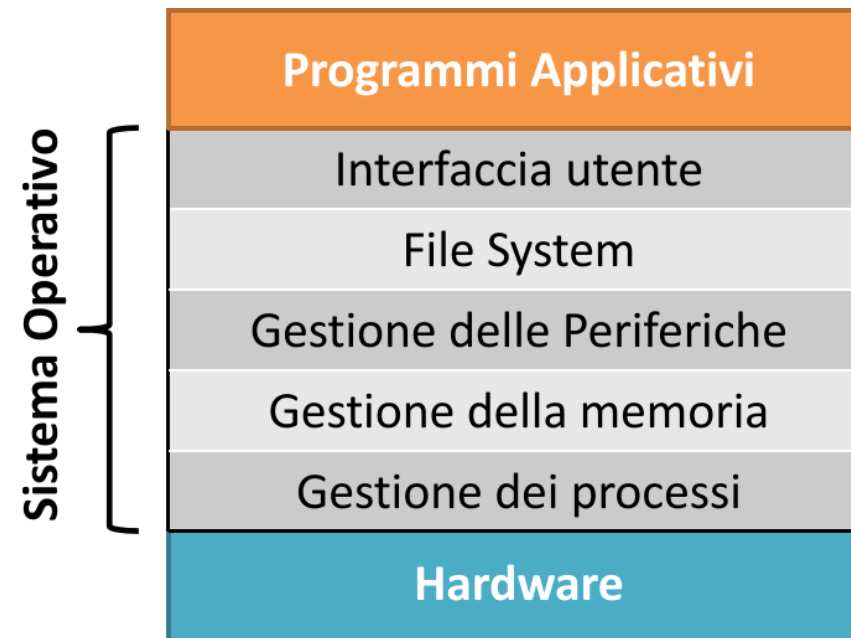 Programmi Applicativi
Sistema Operativo
Interfaccia utente
File System
Gestione delle Periferiche
Gestione della memoria
Gestione dei processi
Hardware